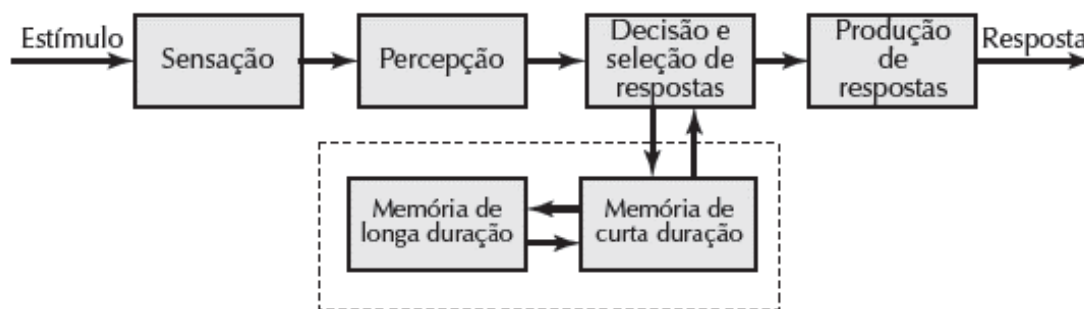 Estímulo
Sensação
Percepção
Decisão e
seleção de
respostas
Produção
de
respostas
Resposta
Memória de
longa duração
Memória de
curta duração